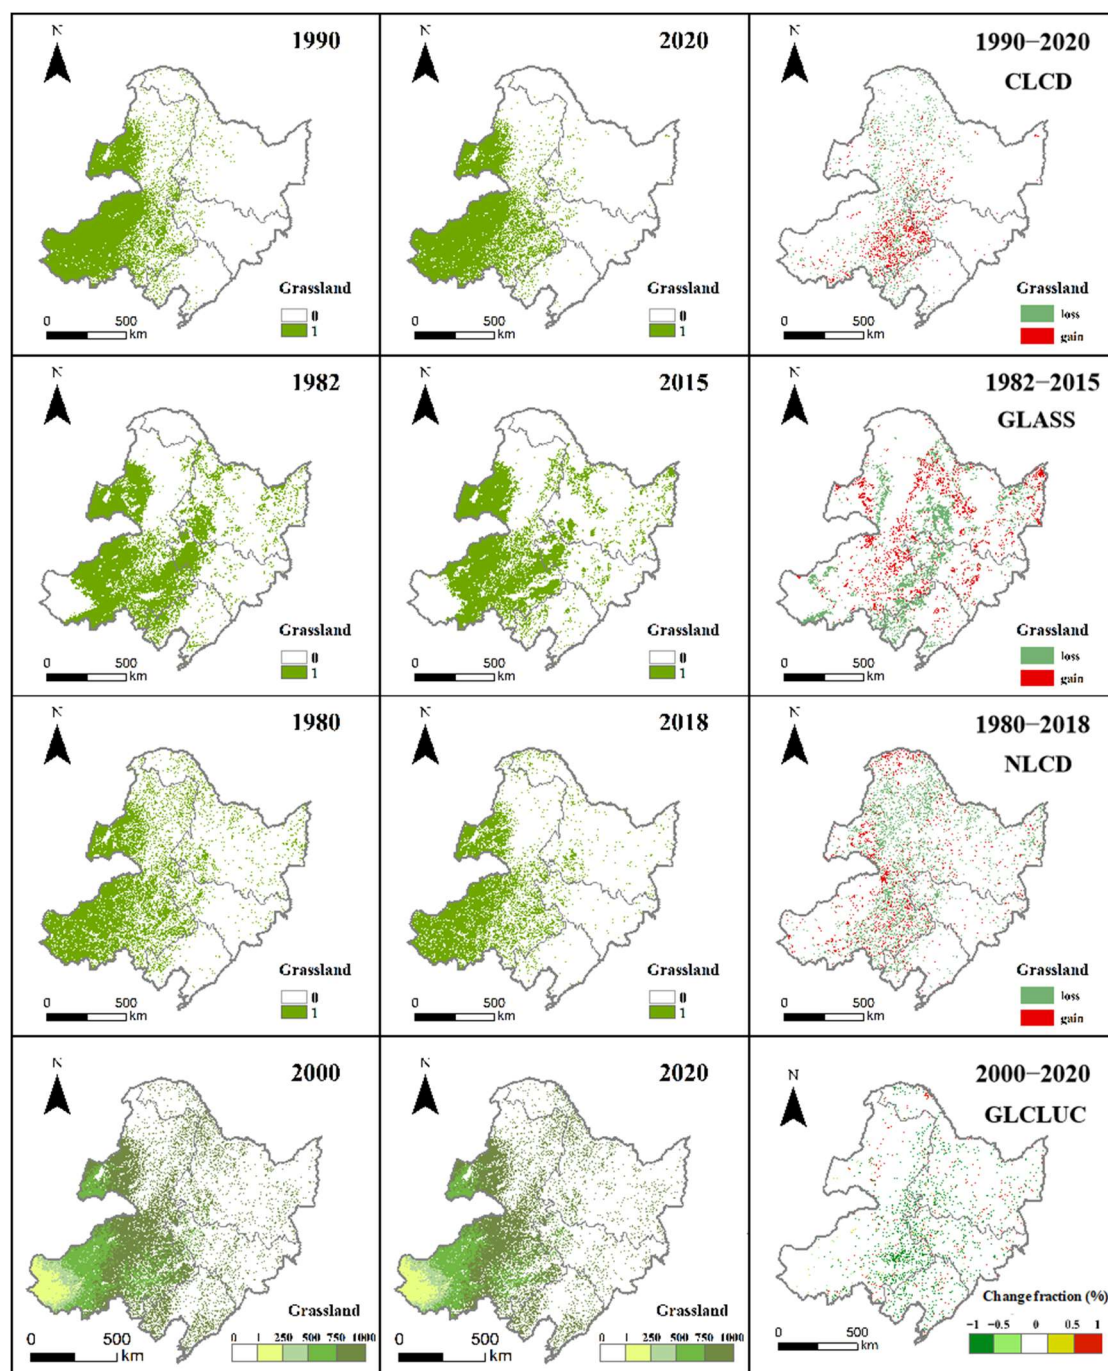 N
1990
Grassland
0
1
0 500
km
N
2020
Grassland
0
1
0 500
km
N
1990−2020
CLCD
Grassland
loss
gain
0 500
km
N
1982
Grassland
0
1
0 500
km
N
2015
Grassland
0
1
0 500
km
N
1982−2015
GLASS
Grassland
loss
gain
0 500
km
N
1980
Grassland
0
1
0 500
km
N
2018
Grassland
0
1
0 500
km
N
1980−2018
NLCD
Grassland
loss
gain
0 500
km
N
2000
Grassland
0 1 250 500 750 1000
0 500
km
N
2020
Grassland
0 1 250 500 750 1000
0 500
km
N
2000−2020
GLCLUC
Change fraction (%)
−1 −0.5 0 0.5 1
0 500
km